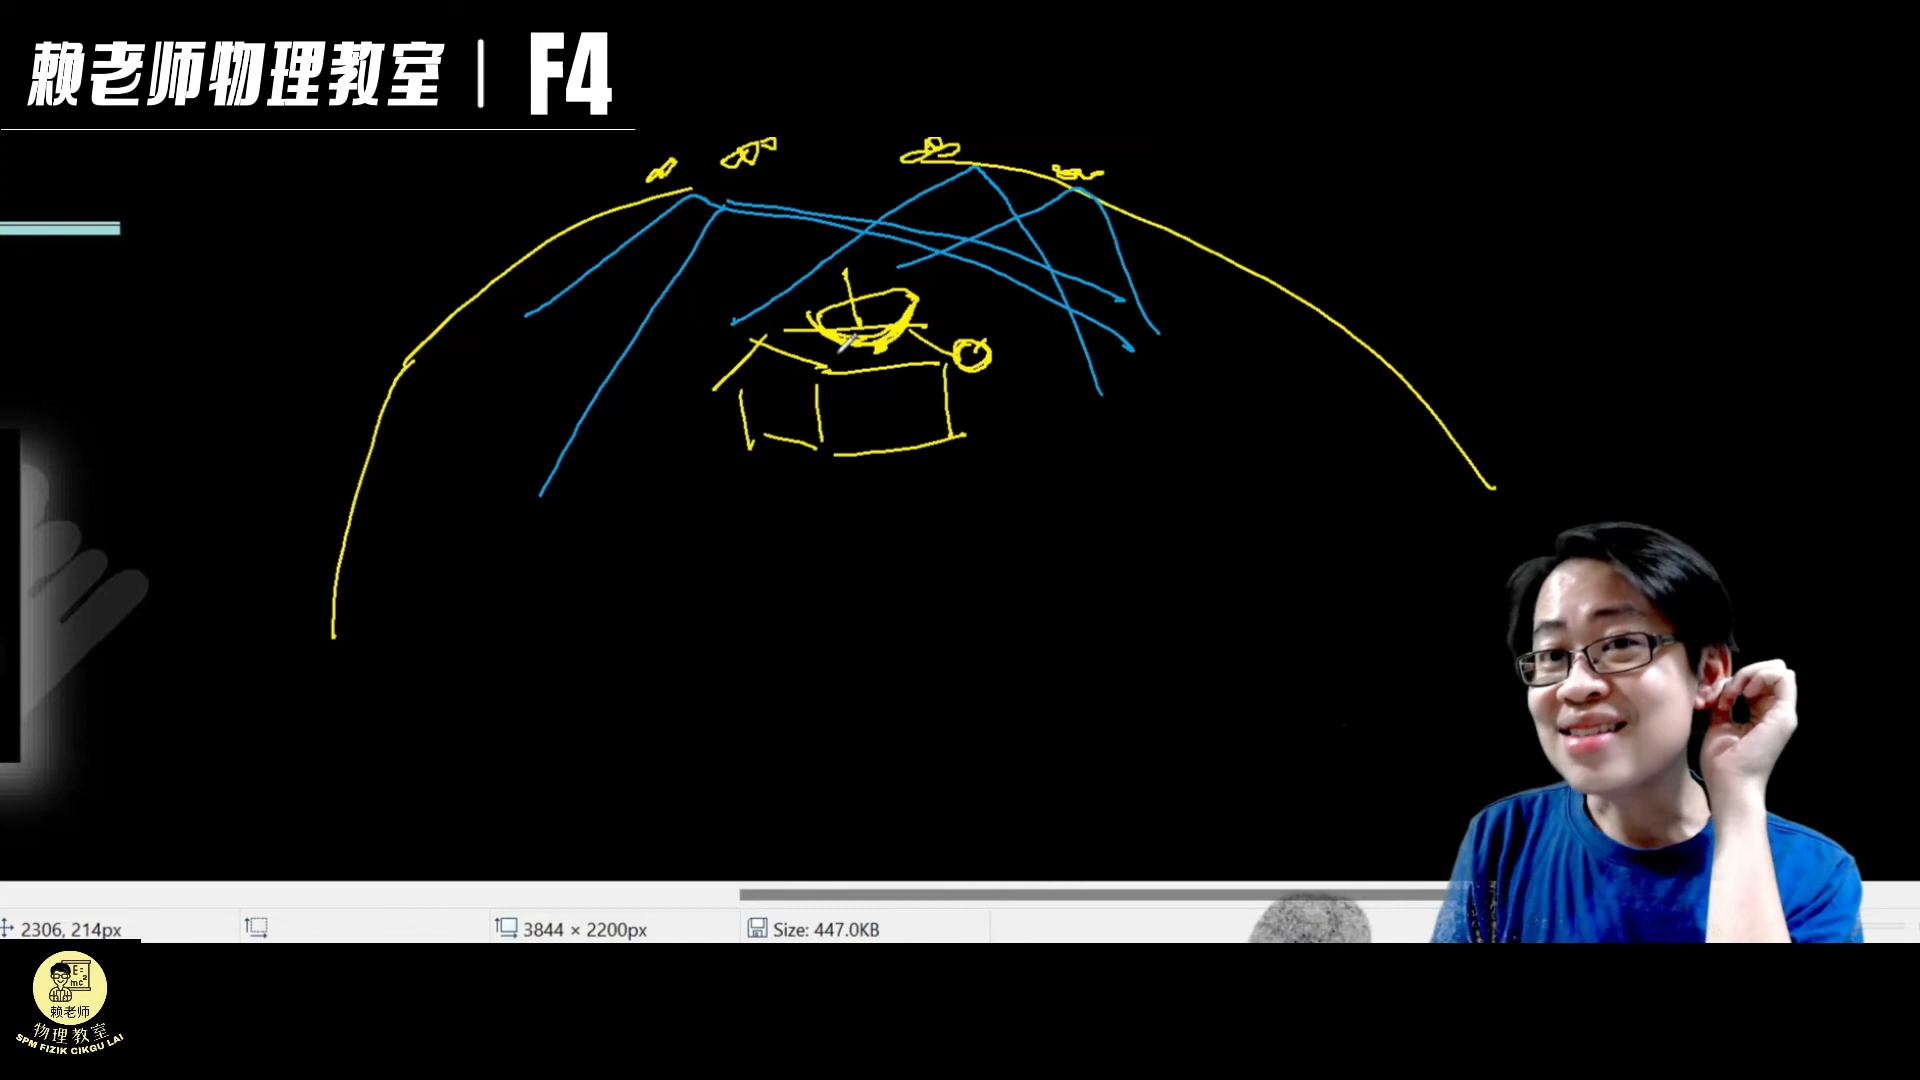 赖老师物理教室 | F4
2306, 214px
3844 × 2200px
Size: 447.0KB
E=
mc²
赖老师
物理教室
SPM FIZIK CIKGU LAI